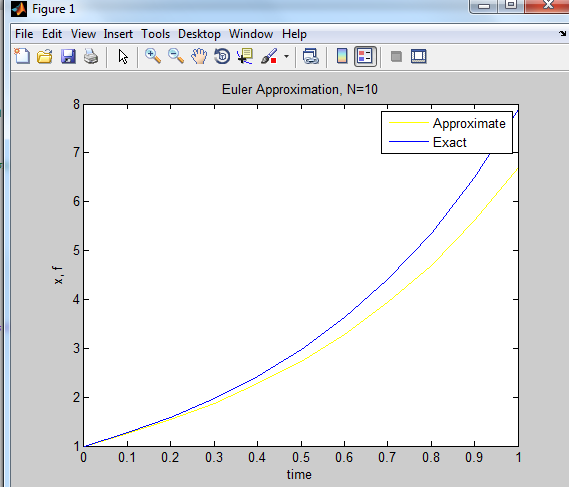 Figure 1
File Edit View Insert Tools Desktop Window Help
Euler Approximation, N=10
Approximate
Exact
8
7
6
5
4
3
2
1
x, f
0 0.1 0.2 0.3 0.4 0.5 0.6 0.7 0.8 0.9 1
time